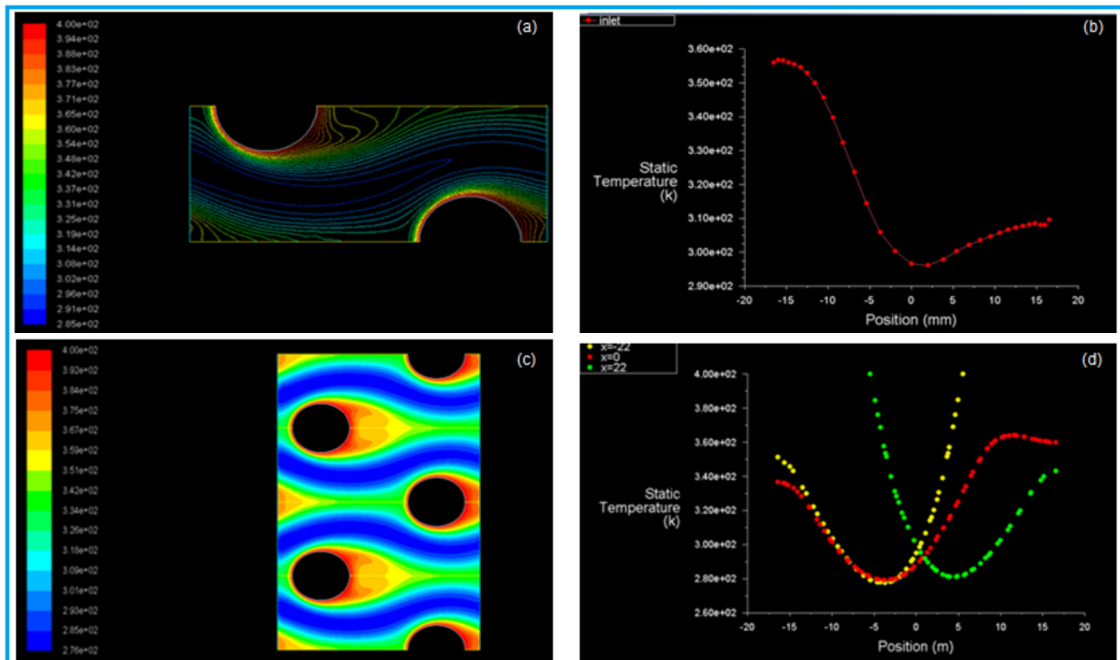 (a)
4.00e+02
3.94e+02
3.88e+02
3.83e+02
3.77e+02
3.71e+02
3.65e+02
3.60e+02
3.54e+02
3.48e+02
3.42e+02
3.37e+02
3.31e+02
3.25e+02
3.19e+02
3.14e+02
3.08e+02
3.02e+02
2.96e+02
2.91e+02
2.85e+02
inlet
(b)
3.60e+02
3.50e+02
3.40e+02
3.30e+02
3.20e+02
3.10e+02
3.00e+02
2.90e+02
Static
Temperature
(k)
-20 -15 -10 -5 0 5 10 15 20
Position (mm)
(c)
4.00e+02
3.92e+02
3.84e+02
3.75e+02
3.67e+02
3.59e+02
3.51e+02
3.42e+02
3.34e+02
3.26e+02
3.18e+02
3.09e+02
3.01e+02
2.93e+02
2.85e+02
2.76e+02
x=-22
x=0
x=22
(d)
4.00e+02
3.80e+02
3.60e+02
3.40e+02
3.20e+02
3.00e+02
2.80e+02
2.60e+02
Static
Temperature
(k)
-20 -15 -10 -5 0 5 10 15 20
Position (m)